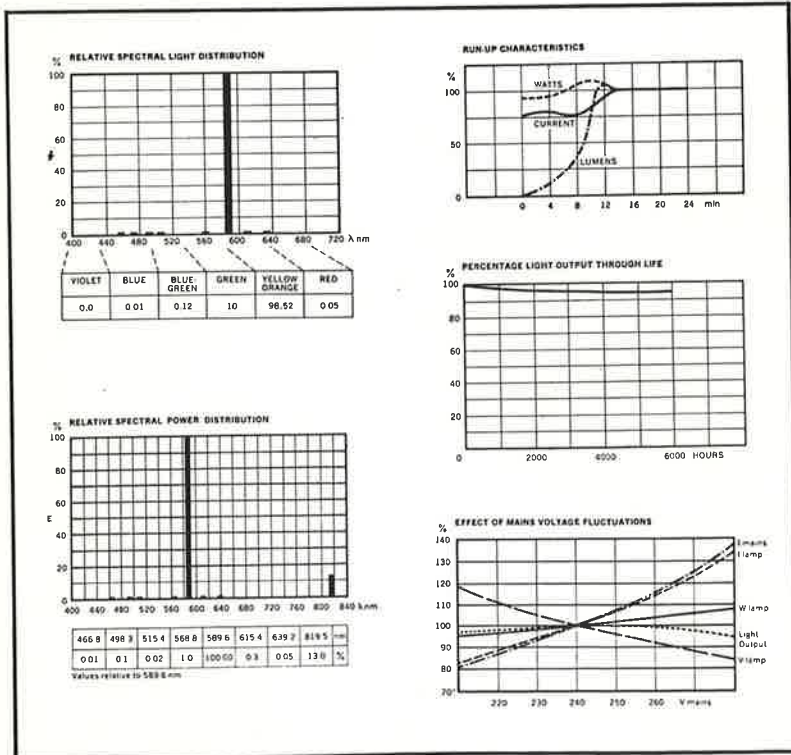 RELATIVE SPECTRAL LIGHT DISTRIBUTION
%
100
80
60
40
20
0
400 440 480 520 560 600 640 680 720 λ nm
VIOLET BLUE BLUE-GREEN GREEN YELLOW ORANGE RED
0.0 0.01 0.12 10 98.52 0.05
RELATIVE SPECTRAL POWER DISTRIBUTION
%
100
80
60
40
20
0
E
400 440 480 520 560 600 640 680 720 760 800 840 λ nm
466.8 498.3 515.4 568.8 589.6 615.4 639.2 819.5 nm
0.01 0.1 0.02 1.0 100.00 0.3 0.05 13.0 %
Values relative to 589.6 nm
RUN-UP CHARACTERISTICS
%
100
50
0
WATTS
CURRENT
LUMENS
0 4 8 12 16 20 24 min
PERCENTAGE LIGHT OUTPUT THROUGH LIFE
%
100
80
60
40
20
0 2000 4000 6000 HOURS
EFFECT OF MAINS VOLTAGE FLUCTUATIONS
%
140
130
120
110
100
90
80
70
I mains
I lamp
W lamp
Light
Output
V lamp
220 230 240 250 260 V mains